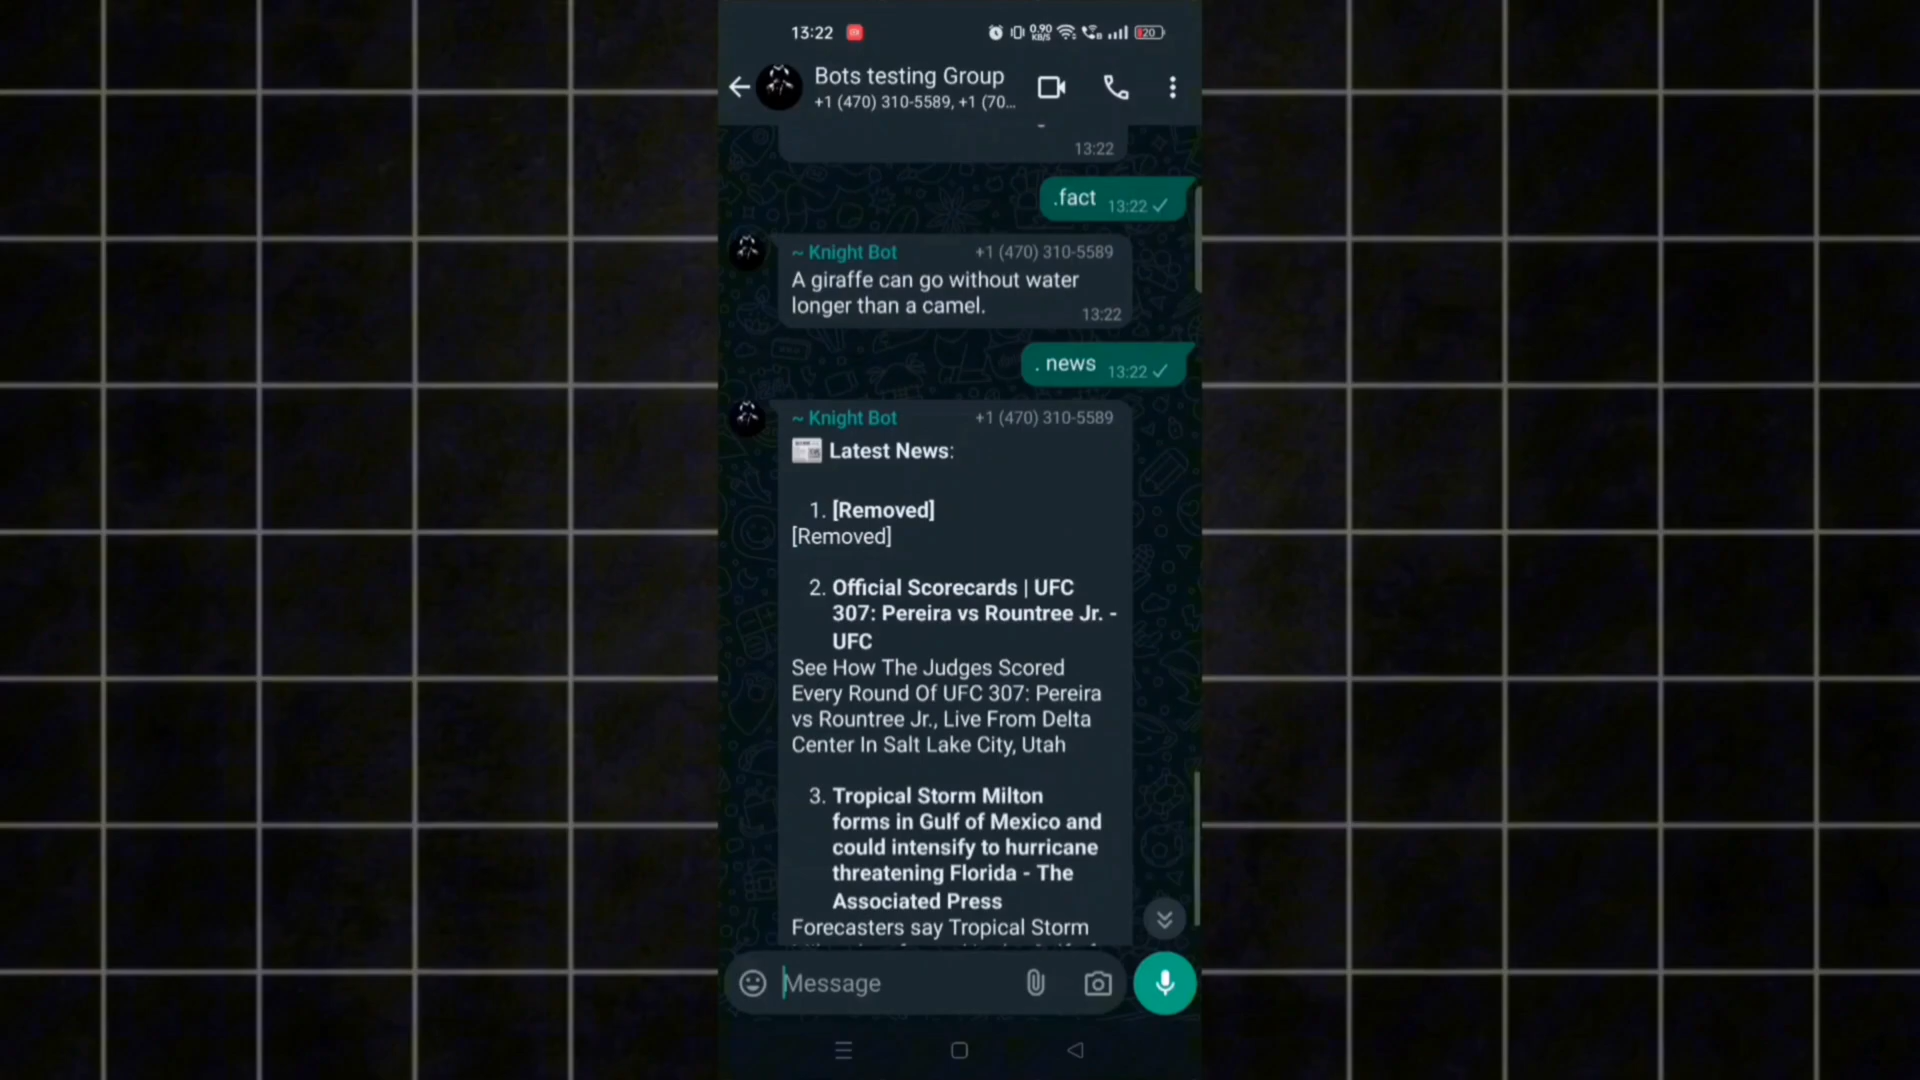 13:22
0.90
KB/S
20
Bots testing Group
+1 (470) 310-5589, +1 (70...
13:22
.fact 13:22
~ Knight Bot +1 (470) 310-5589
A giraffe can go without water
longer than a camel.
13:22
. news 13:22
~ Knight Bot +1 (470) 310-5589
Latest News:
1. [Removed]
[Removed]
2. Official Scorecards | UFC
307: Pereira vs Rountree Jr. -
UFC
See How The Judges Scored
Every Round Of UFC 307: Pereira
vs Rountree Jr., Live From Delta
Center In Salt Lake City, Utah
3. Tropical Storm Milton
forms in Gulf of Mexico and
could intensify to hurricane
threatening Florida - The
Associated Press
Forecasters say Tropical Storm
Message